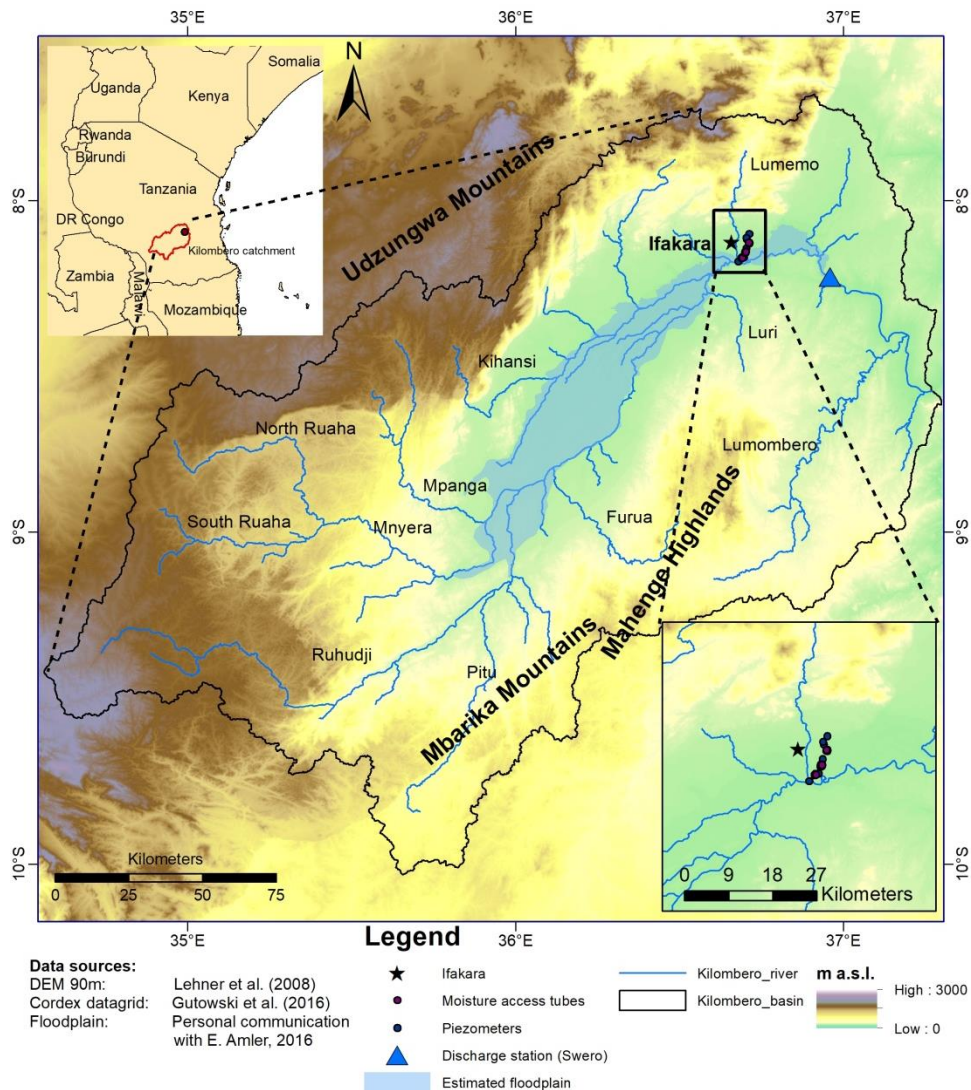 35°E
36°E
37°E
N
Somalia
Uganda
Kenya
Rwanda
Burundi
Tanzania
DR Congo
Kilombero catchment
Zambia
Malawi
Mozambique
8°S
8°S
Udzungwa Mountains
Lumemo
Ifakara
Luri
Kihansi
North Ruaha
Lumombero
Mpanga
South Ruaha
Mnyera
Furua
9°S
9°S
Mahenge Highlands
Ruhudji
Pitu
Mbarika Mountains
10°S
10°S
Kilometers
0 25 50 75
0 9 18 27
Kilometers
35°E
36°E
37°E
Legend
Data sources:
DEM 90m: Lehner et al. (2008)
Cordex datagrid: Gutowski et al. (2016)
Floodplain: Personal communication
with E. Amler, 2016
Ifakara
Moisture access tubes
Piezometers
Discharge station (Swero)
Estimated floodplain
Kilombero_river
Kilombero_basin
m a.s.l.
High : 3000
Low : 0